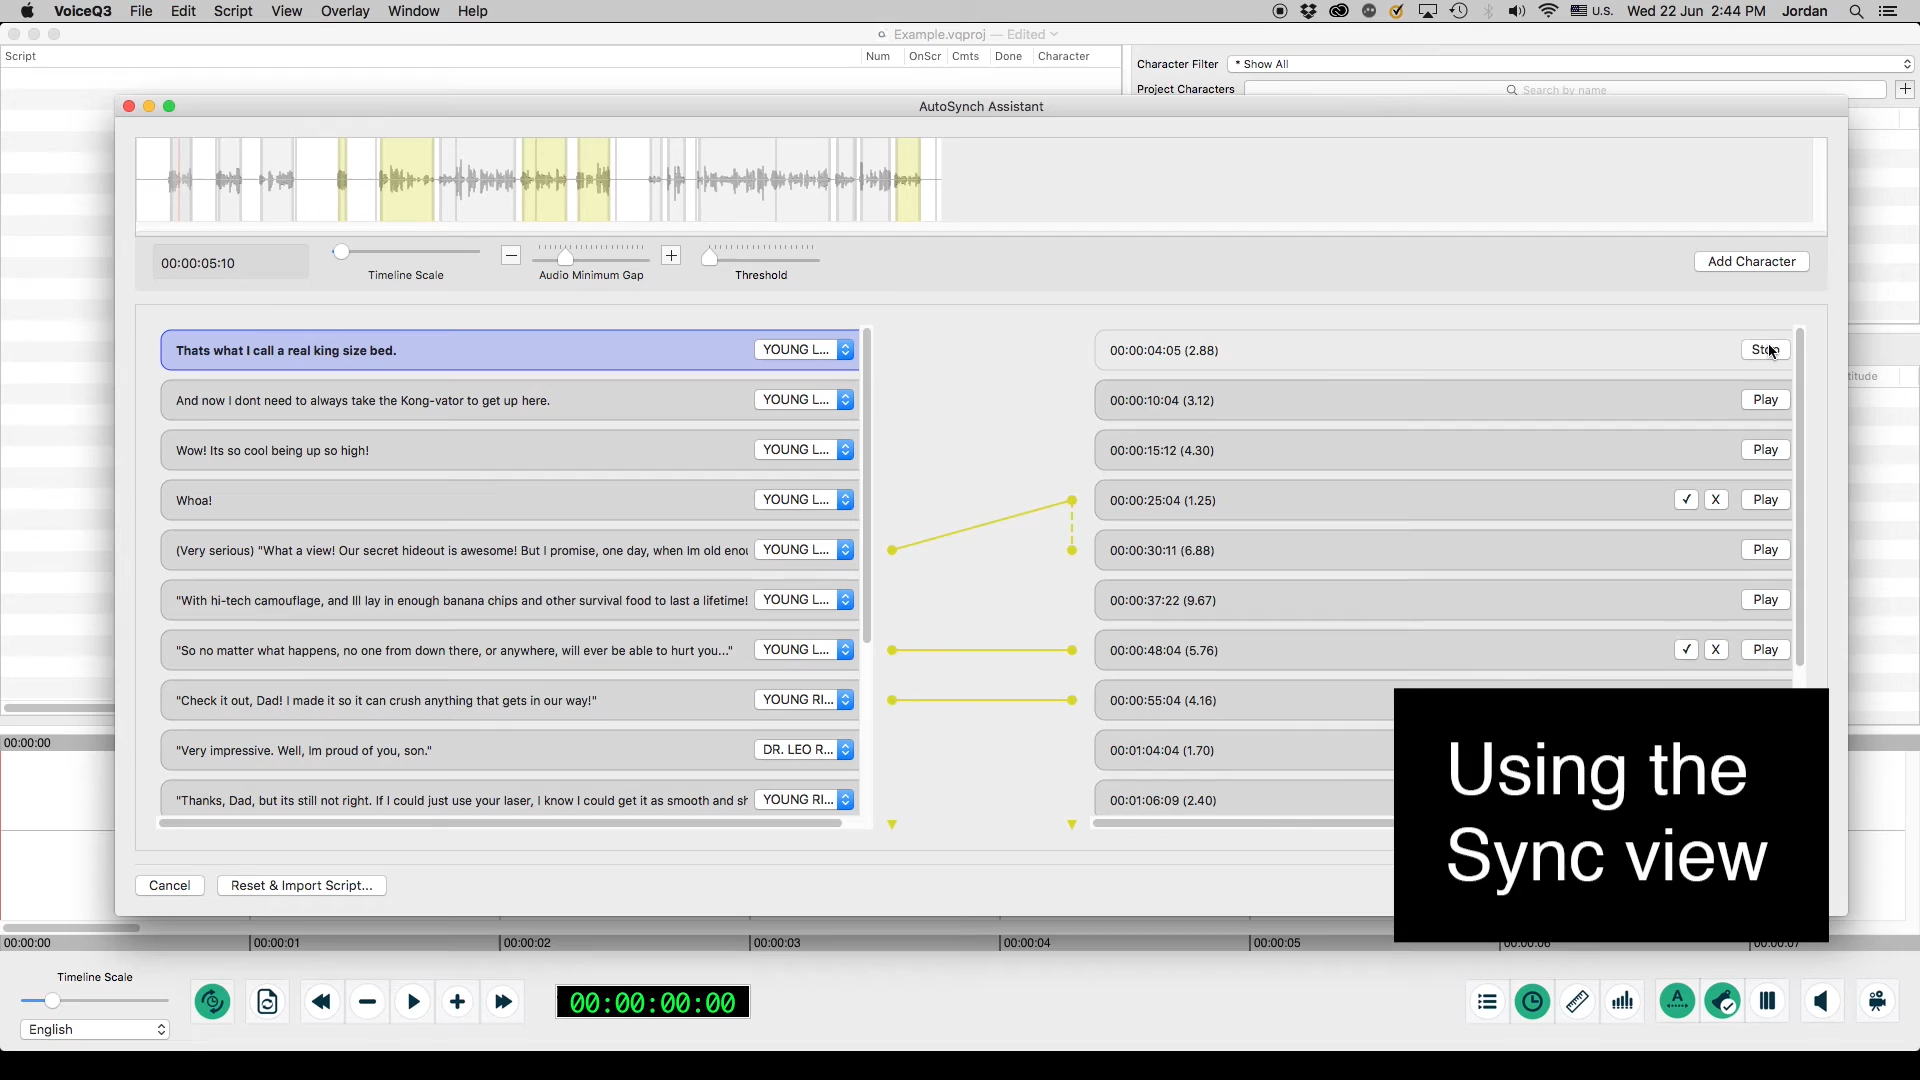 VoiceQ3 File Edit Script View Overlay Window Help U.S. Wed 22 Jun 2:44 PM Jordan
Example.vqproj — Edited
Script Num OnScr Cmts Done Character
Character Filter * Show All
Project Characters Search by name
AutoSynch Assistant
00:00:05:10
Timeline Scale
Audio Minimum Gap
Threshold
Add Character
Thats what I call a real king size bed. YOUNG L... 00:00:04:05 (2.88)
And now I dont need to always take the Kong-vator to get up here. YOUNG L... 00:00:10:04 (3.12) Play
Wow! Its so cool being up so high! YOUNG L... 00:00:15:12 (4.30) Play
Whoa! YOUNG L... 00:00:25:04 (1.25) ✓ X Play
(Very serious) "What a view! Our secret hideout is awesome! But I promise, one day, when Im old enou YOUNG L... 00:00:30:11 (6.88) Play
"With hi-tech camouflage, and Ill lay in enough banana chips and other survival food to last a lifetime! YOUNG L... 00:00:37:22 (9.67) Play
"So no matter what happens, no one from down there, or anywhere, will ever be able to hurt you..." YOUNG L... 00:00:48:04 (5.76) ✓ X Play
"Check it out, Dad! I made it so it can crush anything that gets in our way!" YOUNG RI... 00:00:55:04 (4.16)
"Very impressive. Well, Im proud of you, son." DR. LEO R... 00:01:04:04 (1.70)
"Thanks, Dad, but its still not right. If I could just use your laser, I know I could get it as smooth and sh YOUNG RI... 00:01:06:09 (2.40)
Using the
Sync view
Cancel Reset & Import Script...
00:00:00
00:00:00 00:00:01 00:00:02 00:00:03 00:00:04 00:00:05 00:00:06 00:00:07
Timeline Scale
English
00:00:00:00
A